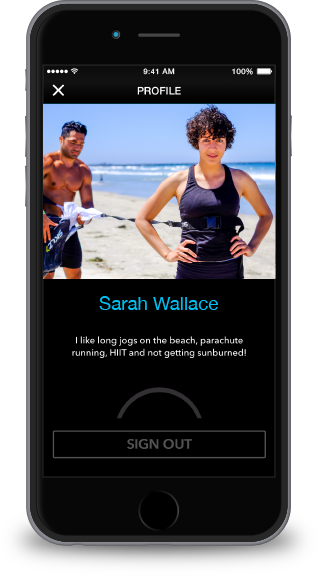 9:41 AM
100%
PROFILE
Sarah Wallace
I like long jogs on the beach, parachute
running, HIIT and not getting sunburned!
SIGN OUT